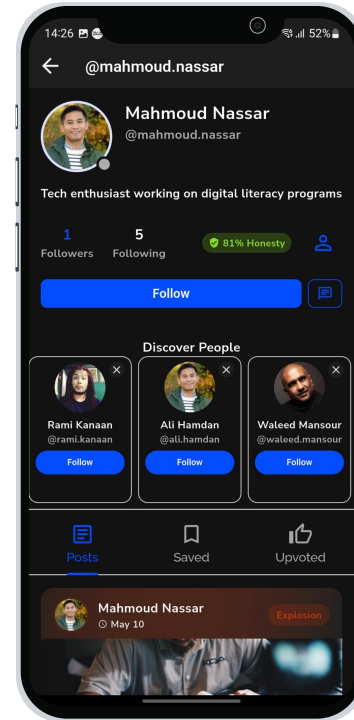 14:26
52%
@mahmoud.nassar
Mahmoud Nassar
@mahmoud.nassar
Tech enthusiast working on digital literacy programs
1
Followers
5
Following
81% Honesty
Follow
Discover People
Rami Kanaan
@rami.kanaan
Follow
Ali Hamdan
@ali.hamdan
Follow
Waleed Mansour
@waleed.mansour
Follow
Posts
Saved
Upvoted
Mahmoud Nassar
May 10
Explosion